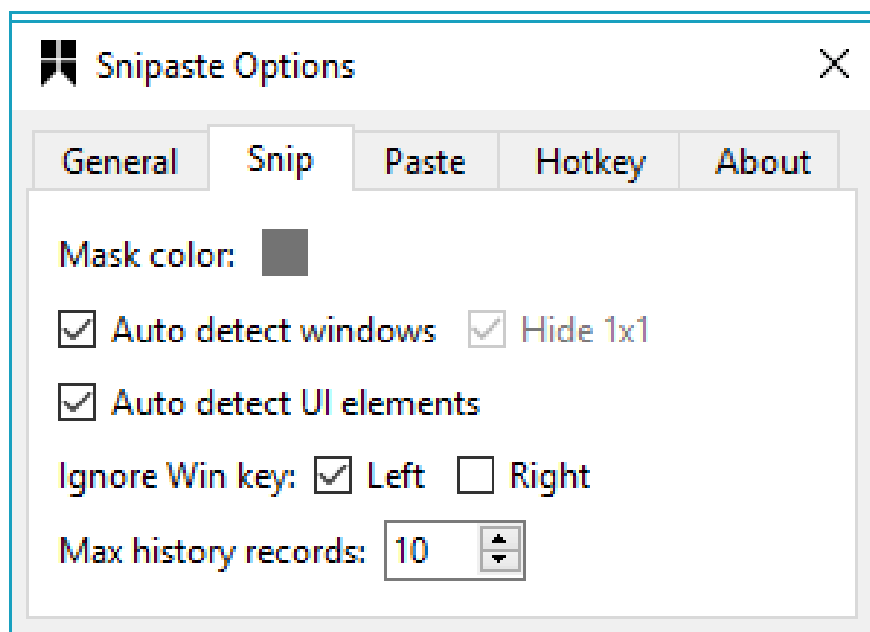 Snipaste Options
General Snip Paste Hotkey About
Mask color:
Auto detect windows Hide 1x1
Auto detect UI elements
Ignore Win key: Left Right
Max history records: 10